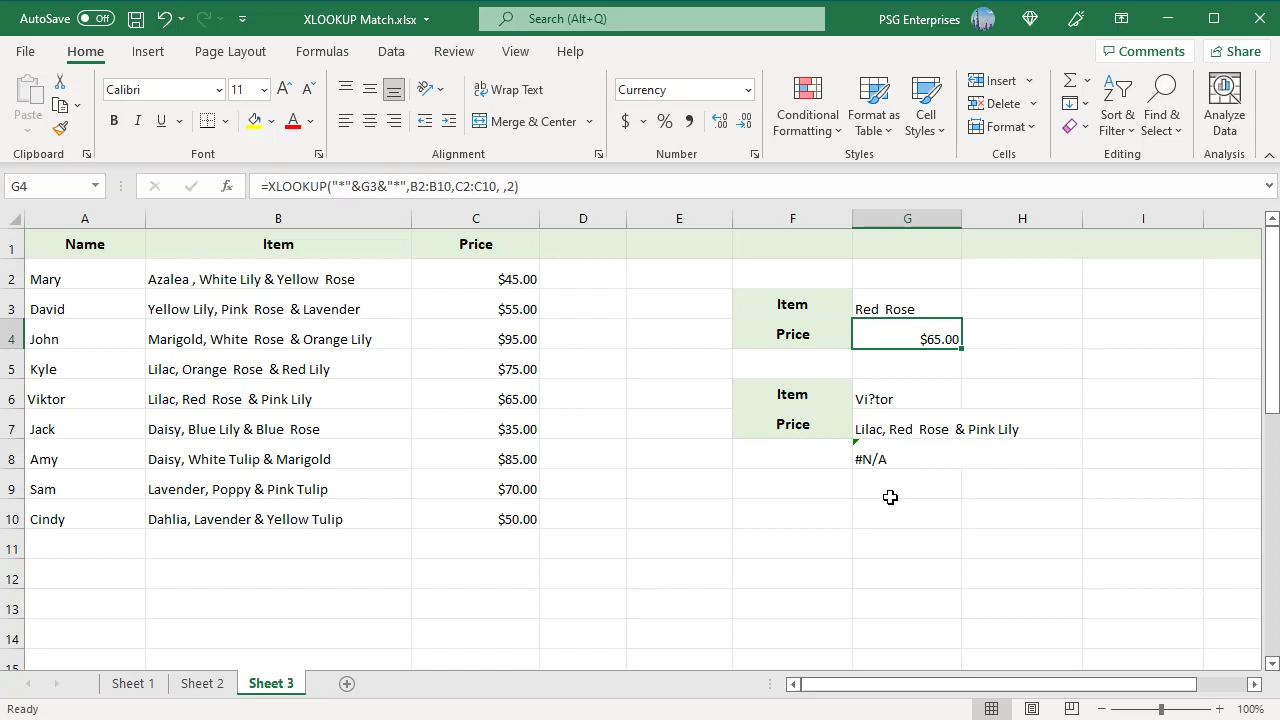 AutoSave Off XLOOKUP Match.xlsx Search (Alt+Q) PSG Enterprises
File Home Insert Page Layout Formulas Data Review View Help Comments Share
Paste Calibri 11 A A Wrap Text Currency Conditional Formatting Format as Table Cell Styles Insert Sort & Filter Find & Select Analyze Data
B I U A Merge & Center $ % 9 Delete
Format
Clipboard Font Alignment Number Styles Cells Editing Analysis
G4 fx =XLOOKUP("*"&G3&"*",B2:B10,C2:C10, ,2)
A B C D E F G H I
1 Name Item Price
2 Mary Azalea , White Lily & Yellow  Rose $45.00
3 David Yellow Lily, Pink  Rose & Lavender $55.00 Item Red  Rose
4 John Marigold, White  Rose & Orange Lily $95.00 Price $65.00
5 Kyle Lilac, Orange  Rose & Red Lily $75.00
6 Viktor Lilac, Red  Rose  & Pink Lily $65.00 Item Vi?tor
7 Jack Daisy, Blue Lily & Blue  Rose $35.00 Price Lilac, Red  Rose  & Pink Lily
8 Amy Daisy, White Tulip & Marigold $85.00 #N/A
9 Sam Lavender, Poppy & Pink Tulip $70.00
10 Cindy Dahlia, Lavender & Yellow Tulip $50.00
11
12
13
14
15
Sheet 1 Sheet 2 Sheet 3
Ready 100%